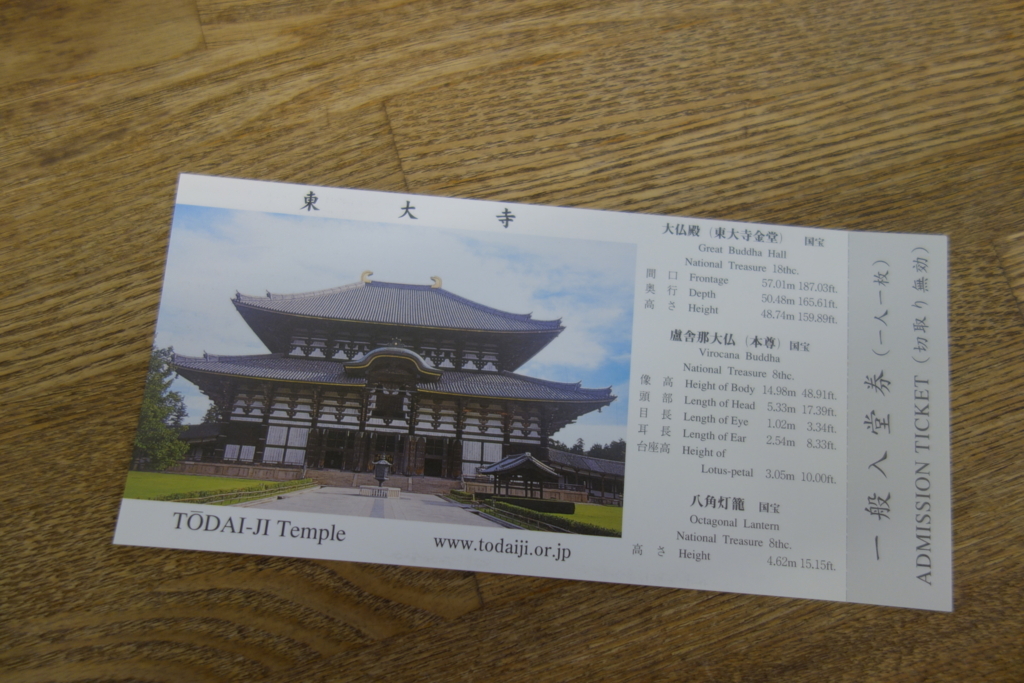 東大寺
TŌDAI-JI Temple
www.todaiji.or.jp
大仏殿（東大寺金堂） 国宝
Great Buddha Hall
National Treasure 18thc.
間口 Frontage 57.01m 187.03ft.
奥行 Depth 50.48m 165.61ft.
高さ Height 48.74m 159.89ft.
盧舎那大仏（本尊） 国宝
Virocana Buddha
National Treasure 8thc.
像高 Height of Body 14.98m 48.91ft.
頭部 Length of Head 5.33m 17.39ft.
目長 Length of Eye 1.02m 3.34ft.
耳長 Length of Ear 2.54m 8.33ft.
台座高 Height of
Lotus-petal 3.05m 10.00ft.
八角灯籠 国宝
Octagonal Lantern
National Treasure 8thc.
高さ Height 4.62m 15.15ft.
一般入堂券（一人一枚）
ADMISSION TICKET（切取り無効）